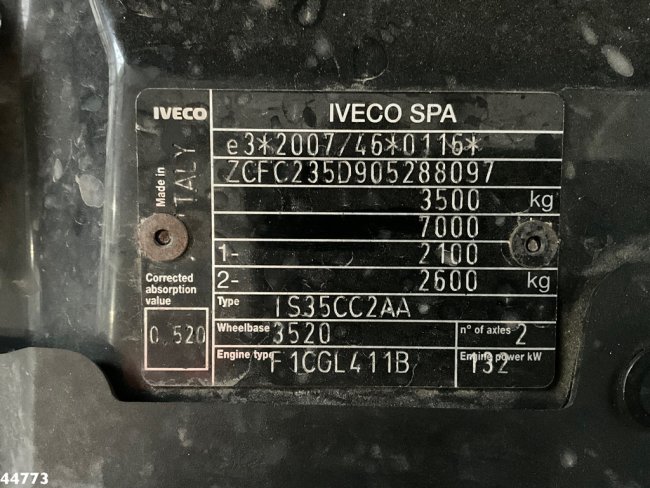 IVECO
IVECO SPA
Made in
ITALY
e3*2007/46*0116*
ZCFC235D905288097
3500 kg
7000
1- 2100
2- 2600 kg
Corrected
absorption
value
0.520
Type IS35CC2AA
Wheelbase 3520 n° of axles 2
Engine type F1CGL411B Engine power kW 132
44773